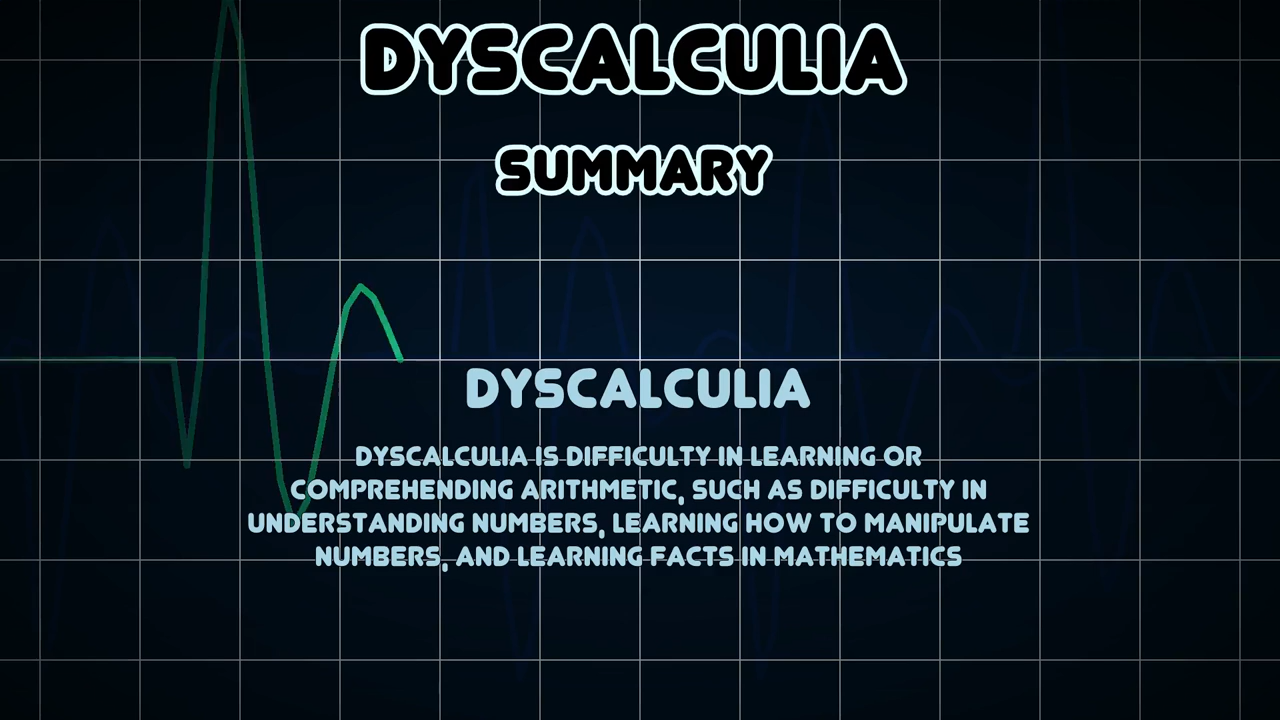 DYSCALCULIA
SUMMARY
DYSCALCULIA
DYSCALCULIA IS DIFFICULTY IN LEARNING OR
COMPREHENDING ARITHMETIC, SUCH AS DIFFICULTY IN
UNDERSTANDING NUMBERS, LEARNING HOW TO MANIPULATE
NUMBERS, AND LEARNING FACTS IN MATHEMATICS